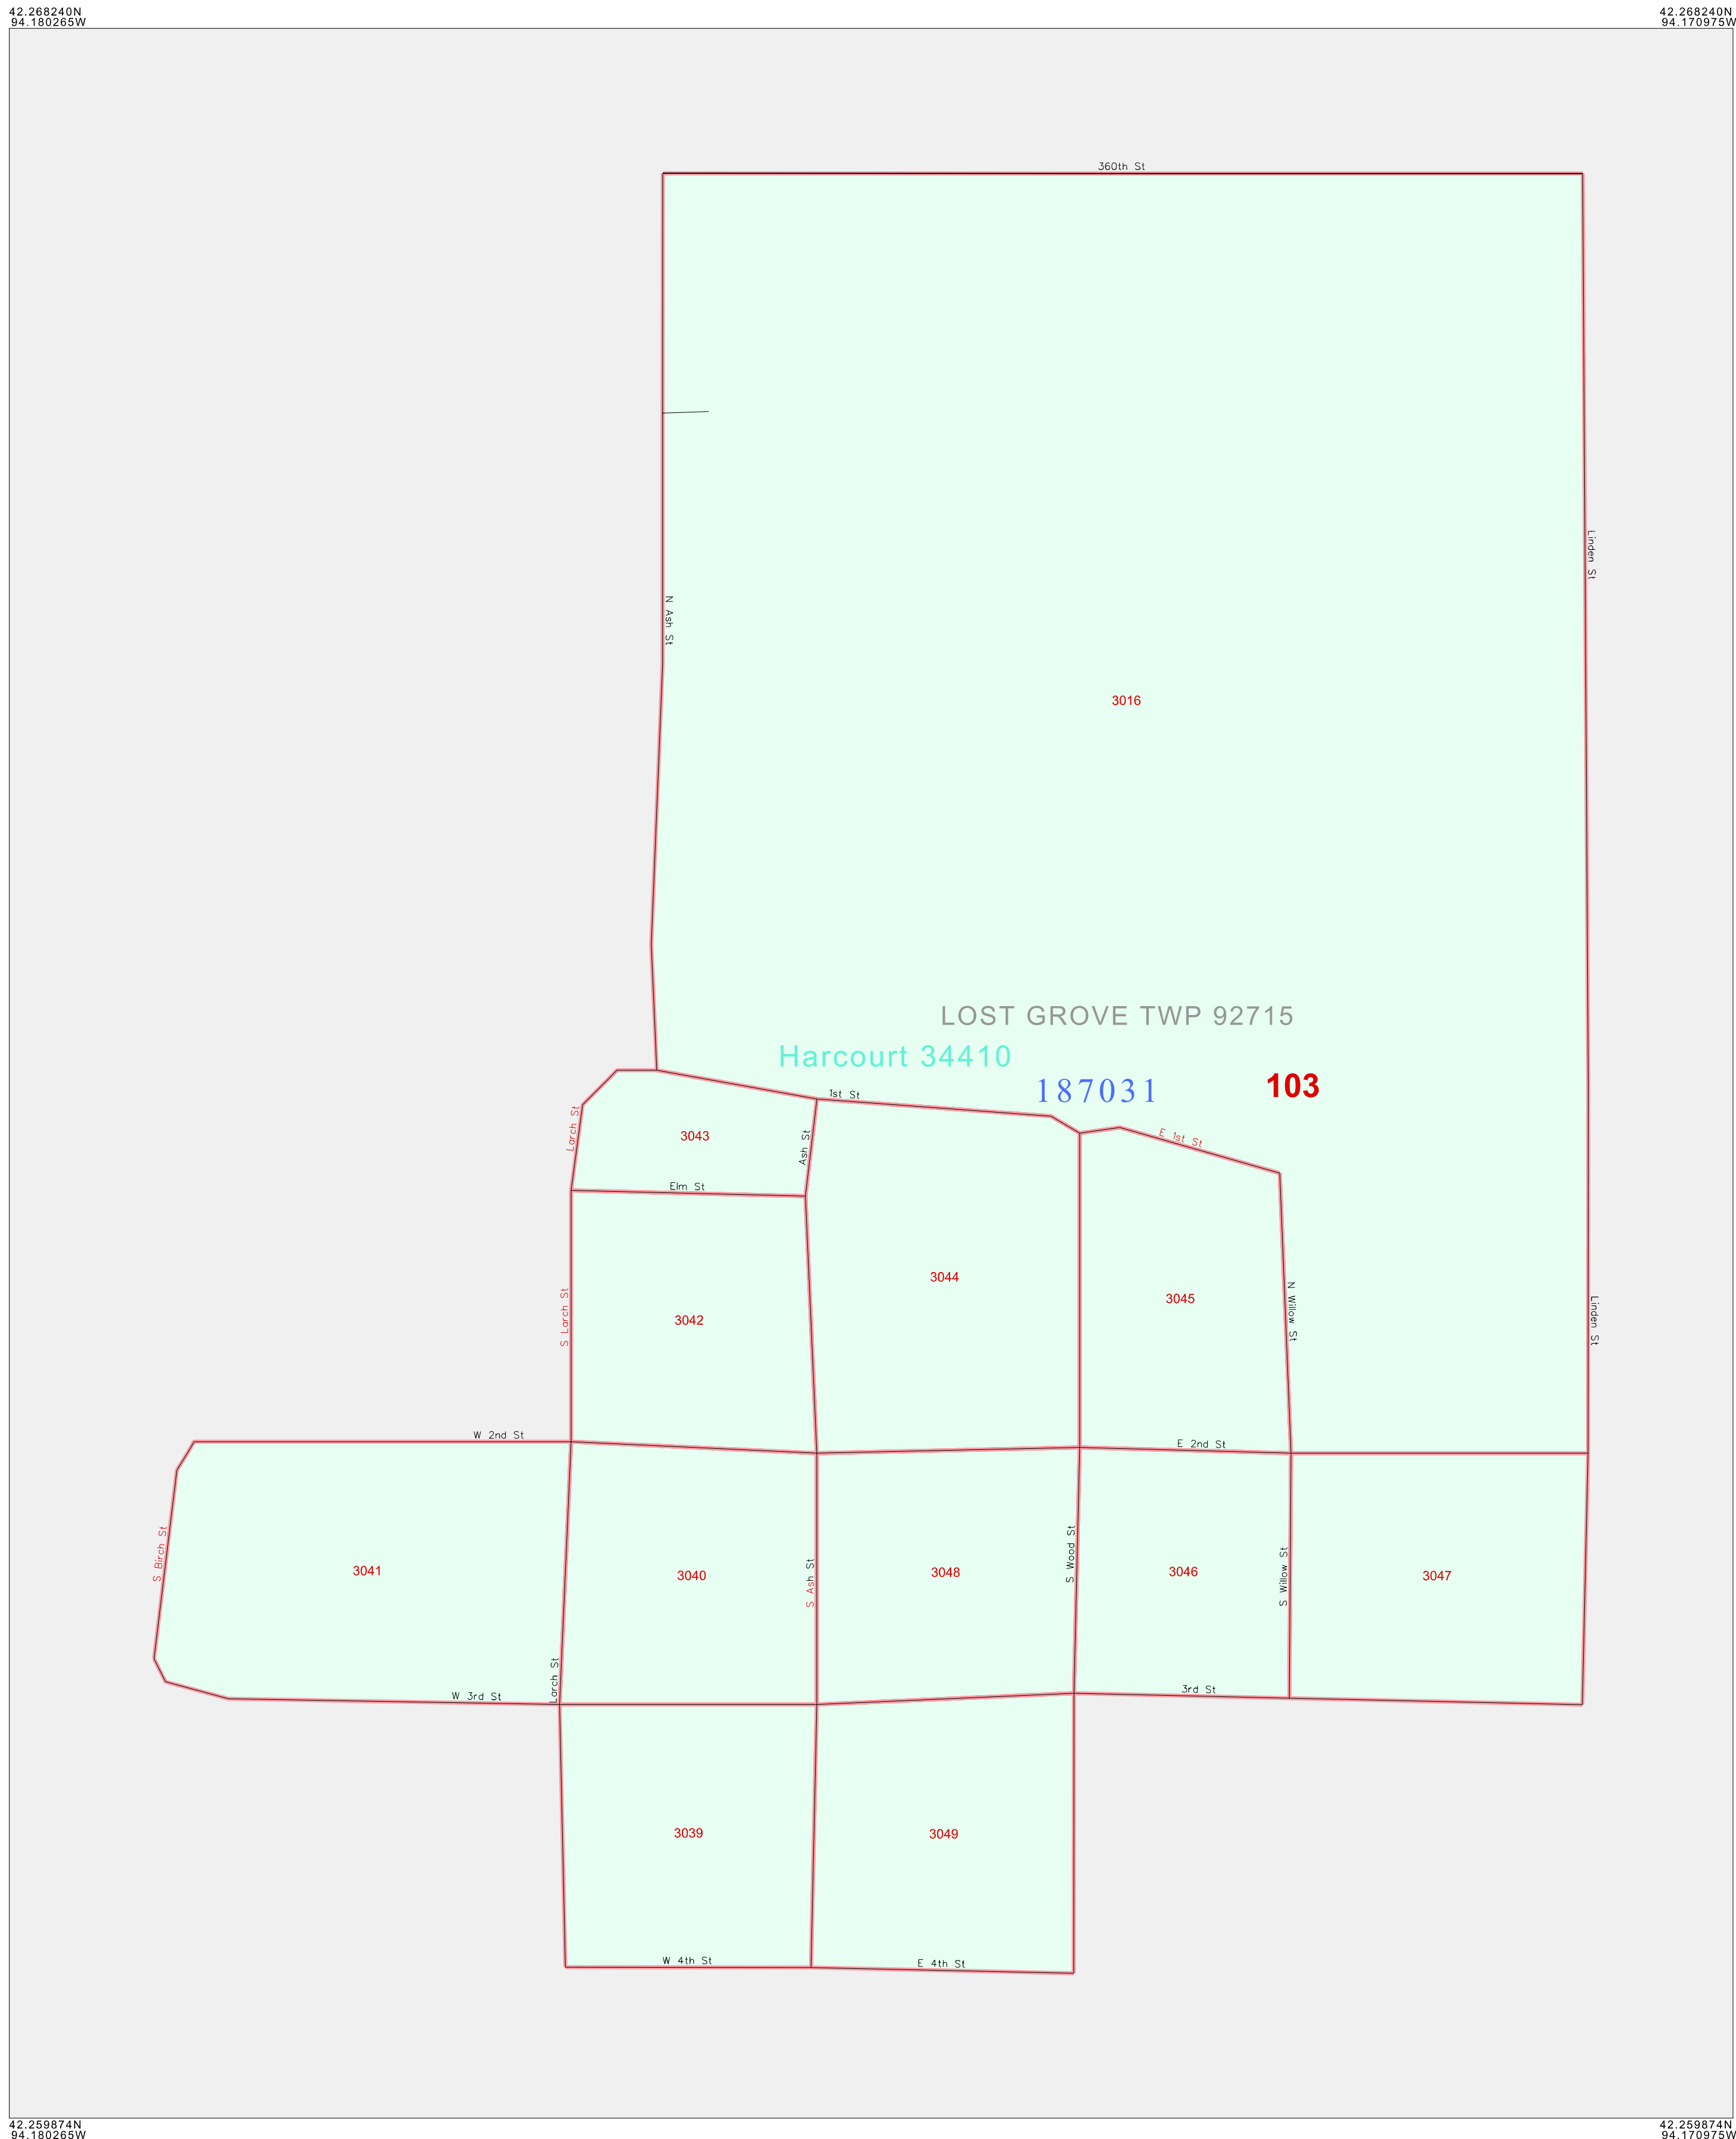 42.268240N
94.180265W
42.268240N
94.170975W
360th St
Linden St
N Ash St
3016
LOST GROVE TWP 92715
Harcourt 34410
187031
103
1st St
Larch St
3043
Ash St
E 1st St
Elm St
3044
3045
N Willow St
Linden St
S Larch St
3042
W 2nd St
E 2nd St
S Birch St
3041
3040
S Ash St
3048
S Wood St
3046
S Willow St
3047
Larch St
W 3rd St
3rd St
3039
3049
W 4th St
E 4th St
42.259874N
94.180265W
42.259874N
94.170975W